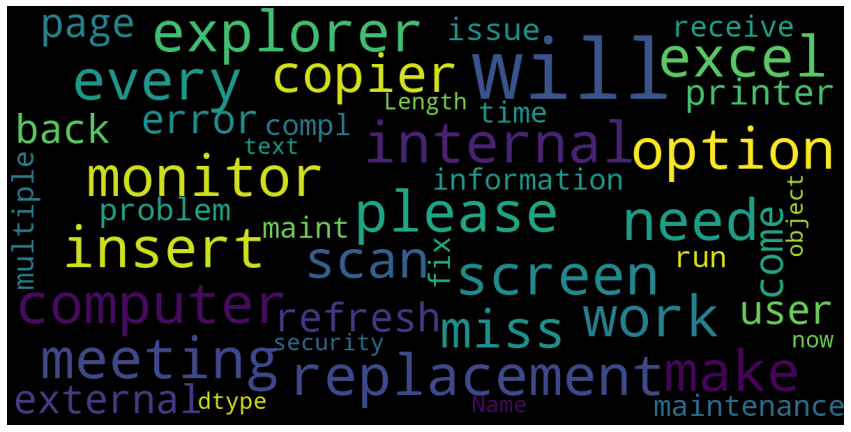 page explorer issue will receive
every copier excel
Length printer
back error compl time
text internal option
multiple monitor information
problem maint please need come object
insert scan fix screen run
computer refresh miss work user
security now
meeting replacement make
external dtype Name maintenance